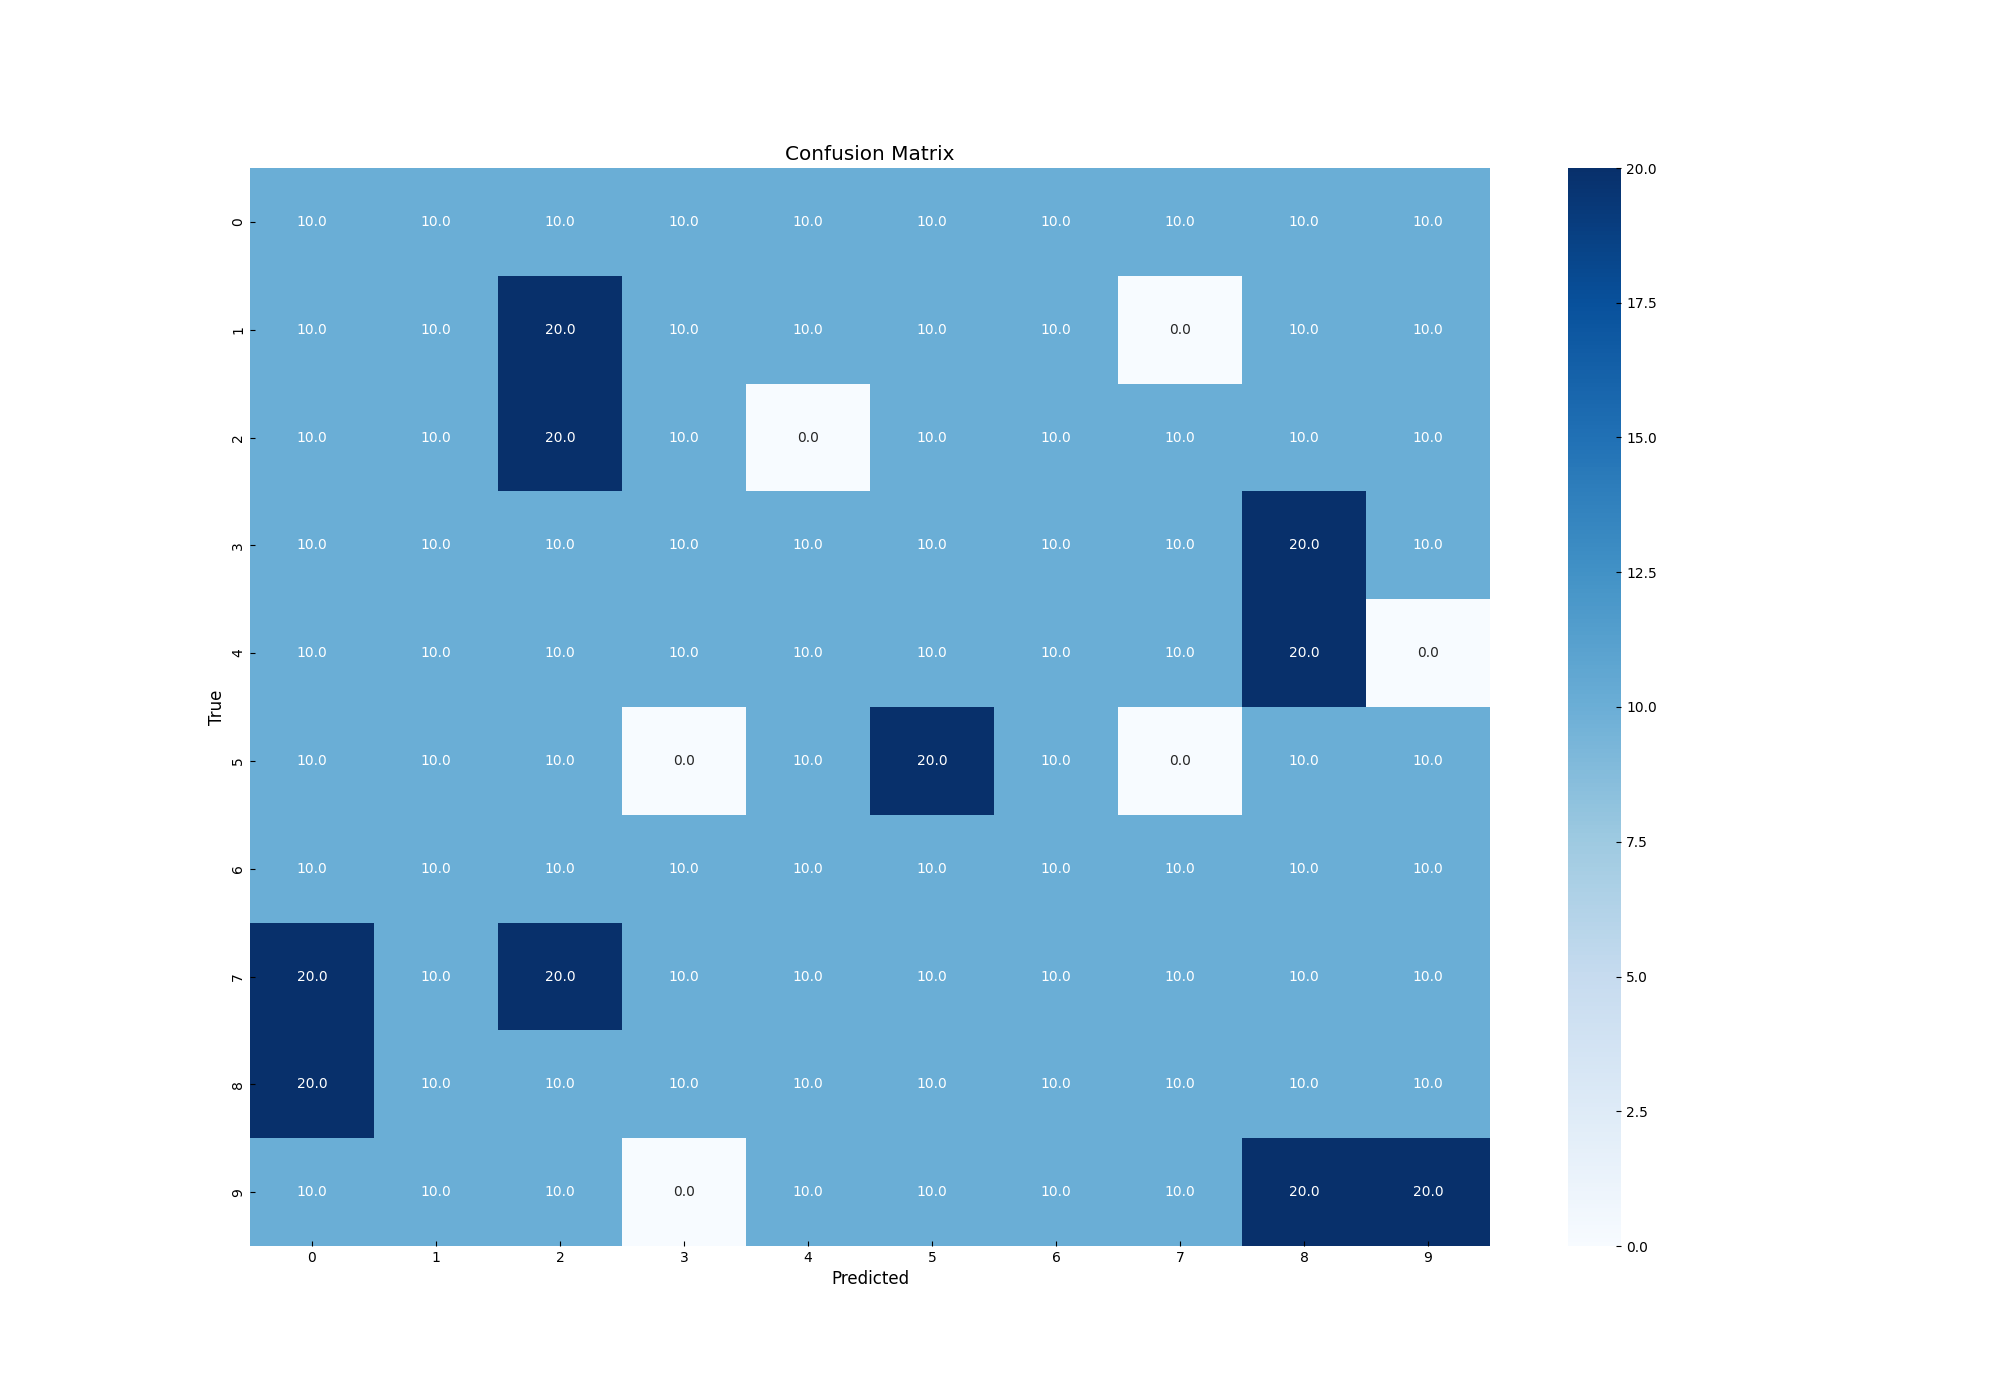 Confusion Matrix
0 10.0 10.0 10.0 10.0 10.0 10.0 10.0 10.0 10.0 10.0
1 10.0 10.0 20.0 10.0 10.0 10.0 10.0 0.0 10.0 10.0
2 10.0 10.0 20.0 10.0 0.0 10.0 10.0 10.0 10.0 10.0
3 10.0 10.0 10.0 10.0 10.0 10.0 10.0 10.0 20.0 10.0
4 10.0 10.0 10.0 10.0 10.0 10.0 10.0 10.0 20.0 0.0
5 10.0 10.0 10.0 0.0 10.0 20.0 10.0 0.0 10.0 10.0
6 10.0 10.0 10.0 10.0 10.0 10.0 10.0 10.0 10.0 10.0
7 20.0 10.0 20.0 10.0 10.0 10.0 10.0 10.0 10.0 10.0
8 20.0 10.0 10.0 10.0 10.0 10.0 10.0 10.0 10.0 10.0
9 10.0 10.0 10.0 0.0 10.0 10.0 10.0 10.0 20.0 20.0
0 1 2 3 4 5 6 7 8 9
Predicted
True
20.0
17.5
15.0
12.5
10.0
7.5
5.0
2.5
0.0